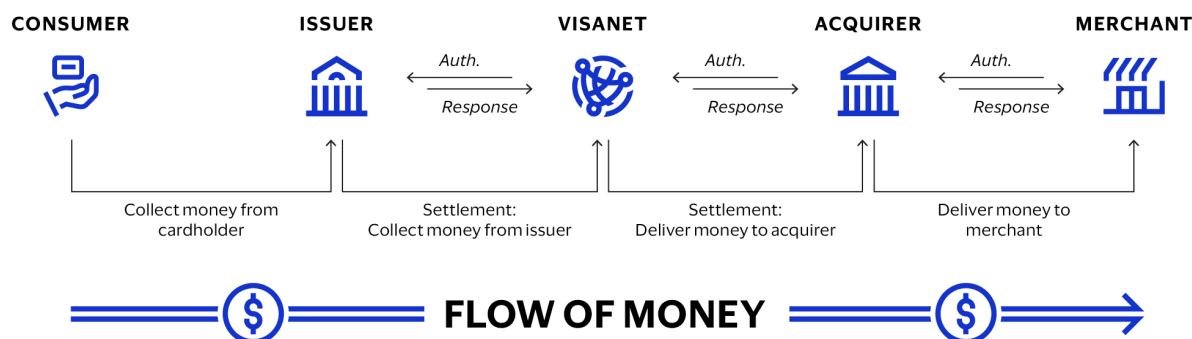 CONSUMER
ISSUER
VISANET
ACQUIRER
MERCHANT
Auth.
Response
Auth.
Response
Auth.
Response
Collect money from
cardholder
Settlement:
Collect money from issuer
Settlement:
Deliver money to acquirer
Deliver money to
merchant
$
FLOW OF MONEY
$